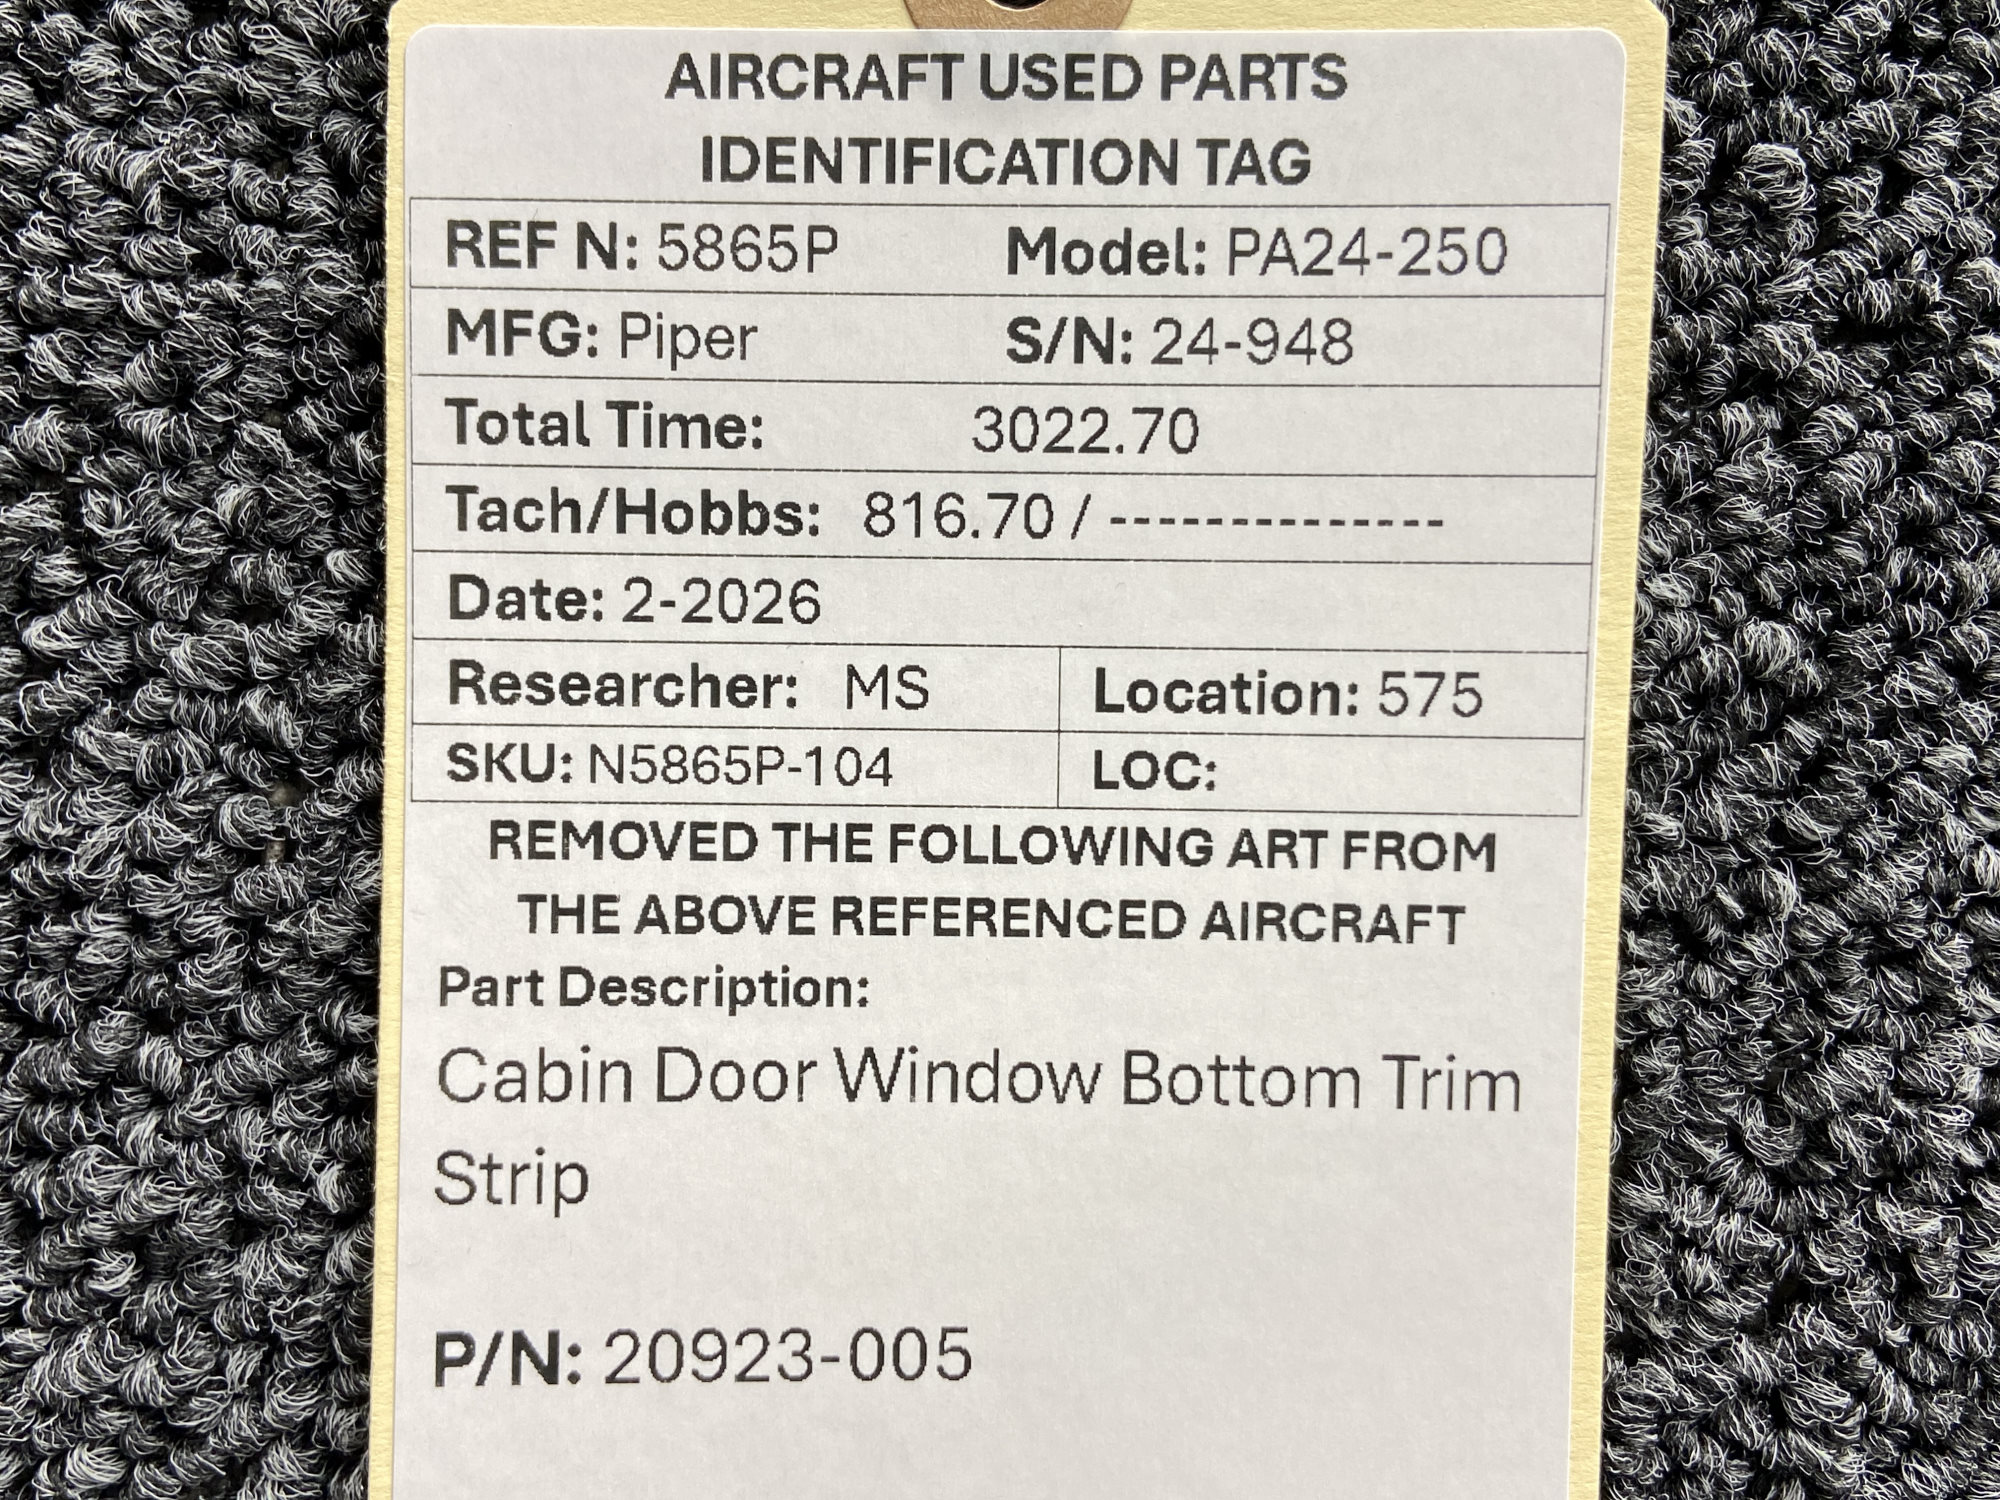 AIRCRAFT USED PARTS
IDENTIFICATION TAG
REF N: 5865P Model: PA24-250
MFG: Piper S/N: 24-948
Total Time: 3022.70
Tach/Hobbs: 816.70 / --------------
Date: 2-2026
Researcher: MS Location: 575
SKU: N5865P-104 LOC:
REMOVED THE FOLLOWING ART FROM
THE ABOVE REFERENCED AIRCRAFT
Part Description:
Cabin Door Window Bottom Trim
Strip
P/N: 20923-005